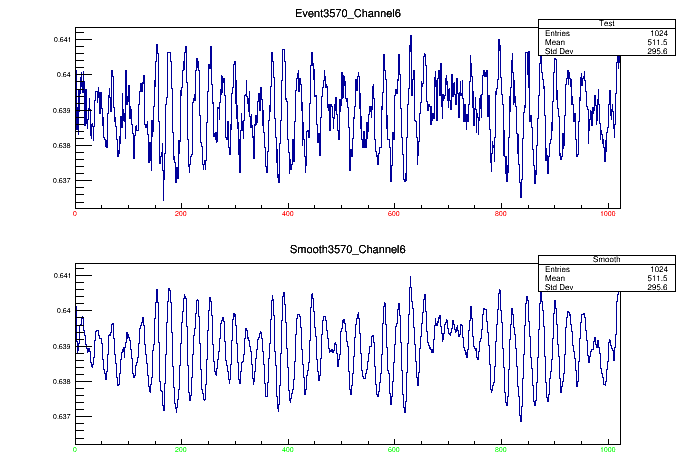 Event3570_Channel6
Test
Entries 1024
Mean 511.5
Std Dev 295.6
0.641
0.64
0.639
0.638
0.637
0 200 400 600 800 1000
Smooth3570_Channel6
Smooth
Entries 1024
Mean 511.5
Std Dev 295.6
0.641
0.64
0.639
0.638
0.637
0 200 400 600 800 1000